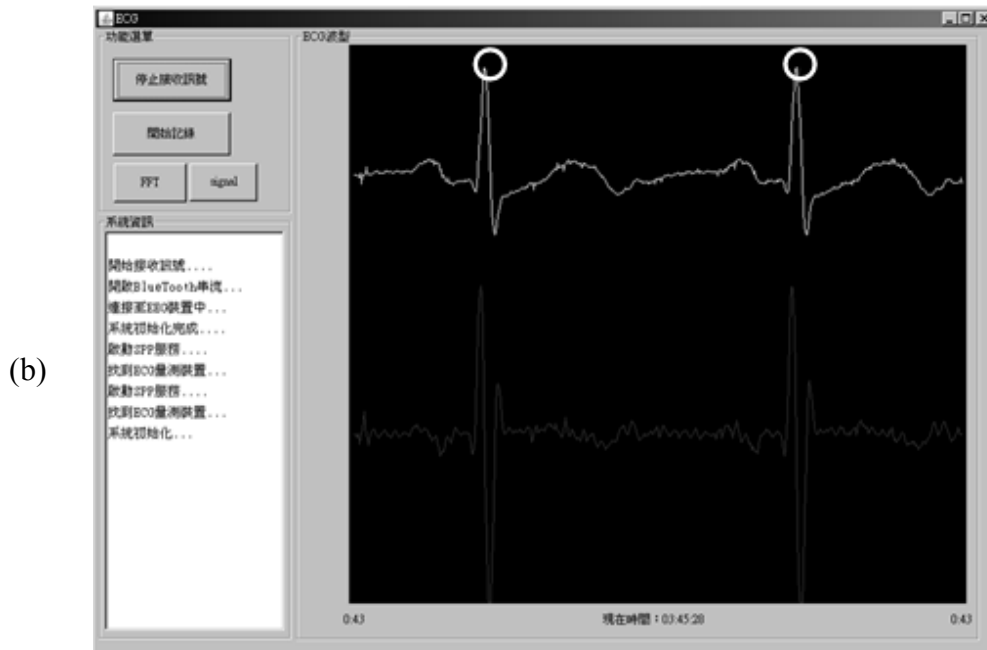 ECG
功能選單
ECG波型
停止接收訊號
開始記錄
FFT
signal
系統資訊
開始接收訊號....
開啟BlueTooth串流...
連接至EEG裝置中...
系統初始化完成....
啟動SPP服務....
找到ECG量測裝置...
啟動SPP服務....
找到ECG量測裝置...
系統初始化...
(b)
0:43
現在時間：03:45:28
0:43